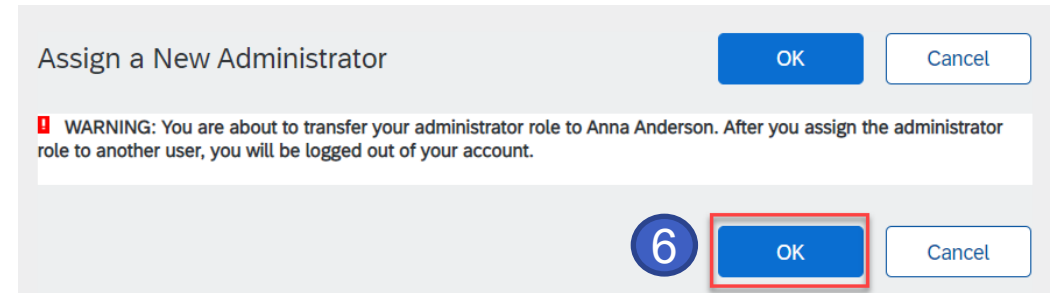 Assign a New Administrator
OK
Cancel
! WARNING: You are about to transfer your administrator role to Anna Anderson. After you assign the administrator
role to another user, you will be logged out of your account.
6
OK
Cancel